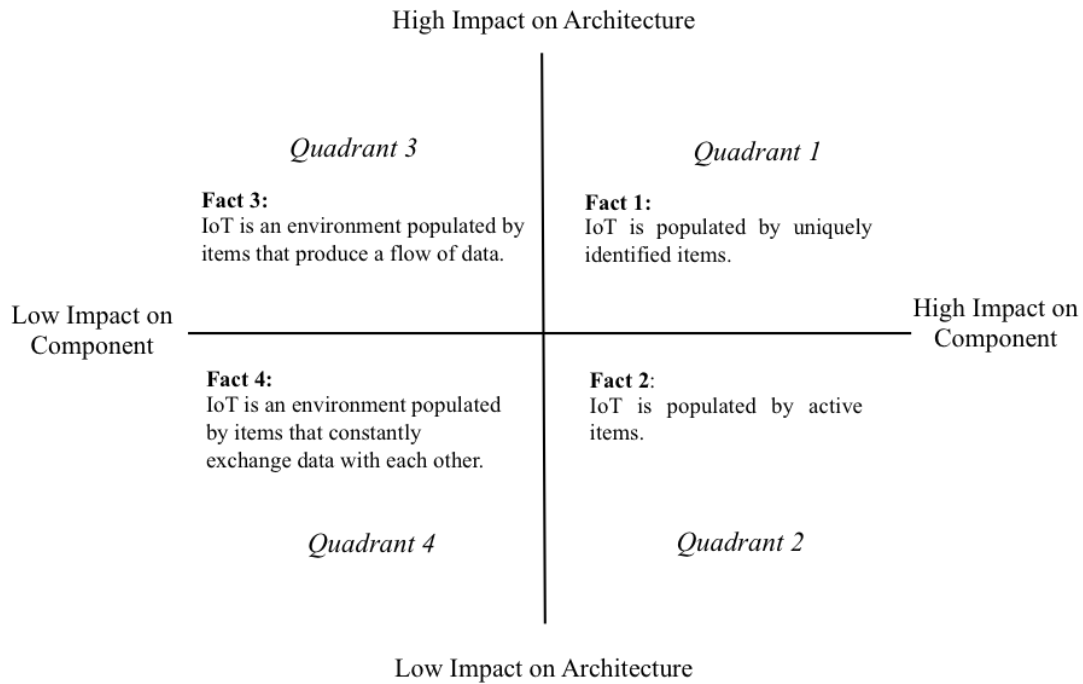 High Impact on Architecture
Quadrant 3
Quadrant 1
Fact 3:
IoT is an environment populated by
items that produce a flow of data.
Fact 1:
IoT is populated by uniquely
identified items.
Low Impact on
Component
High Impact on
Component
Fact 4:
IoT is an environment populated
by items that constantly
exchange data with each other.
Fact 2:
IoT is populated by active
items.
Quadrant 4
Quadrant 2
Low Impact on Architecture